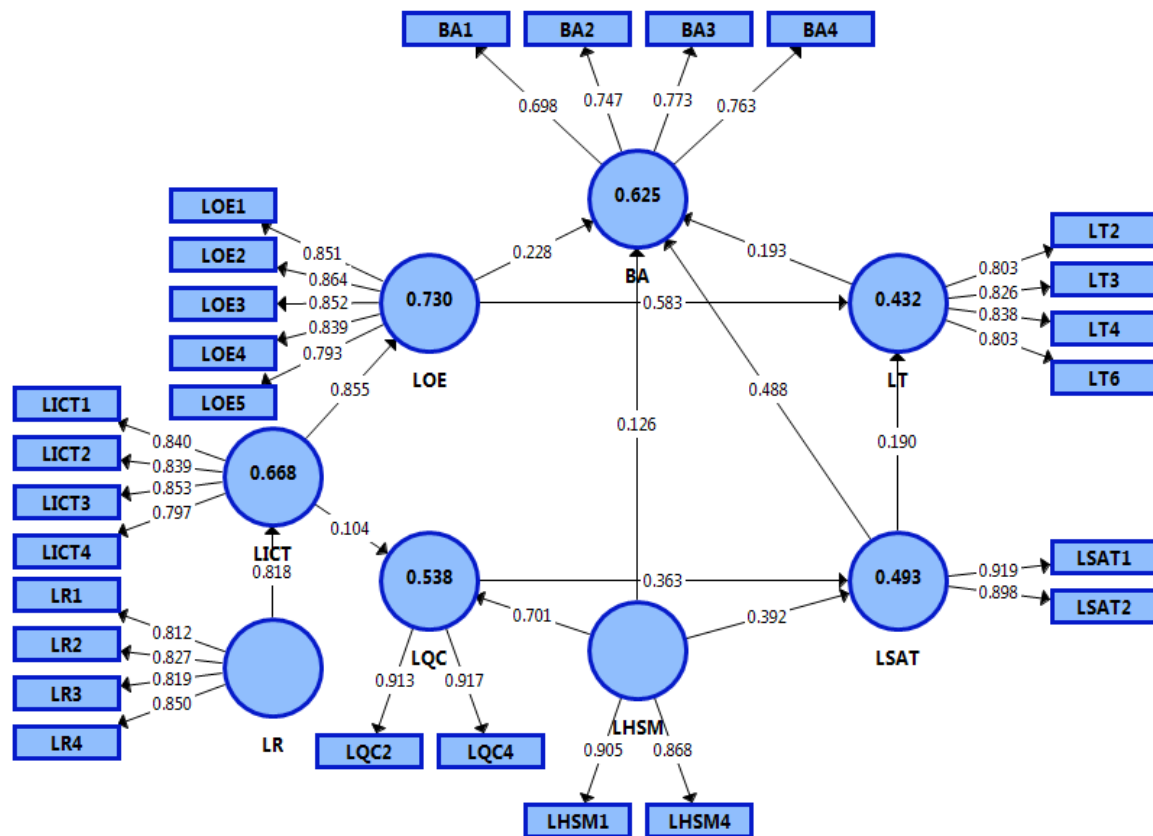 BA1 BA2 BA3 BA4
0.698 0.747 0.773 0.763
0.625
BA
LOE1
LOE2
LOE3
LOE4
LOE5
0.851
0.864
0.852
0.839
0.793
0.730
LOE
0.228
0.193
0.583
0.432
LT
0.803
0.826
0.838
0.803
LT2
LT3
LT4
LT6
0.855
0.126
0.488
0.190
LICT1
LICT2
LICT3
LICT4
0.840
0.839
0.853
0.797
0.668
LICT
0.104
0.818
LR1
LR2
LR3
LR4
0.812
0.827
0.819
0.850
LR
0.538
LQC
0.913 0.917
LQC2 LQC4
0.363
0.701
0.392
LHSM
0.905 0.868
LHSM1 LHSM4
0.493
LSAT
0.919
0.898
LSAT1
LSAT2